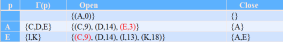 p Γ(p) Open Close
{(A,0)} {}
A {C,D,E} {(C,9), (D,14), (E,3)} {A}
E {I,K} {(C,9), (D,14), (I,13), (K,18)} {A,E}